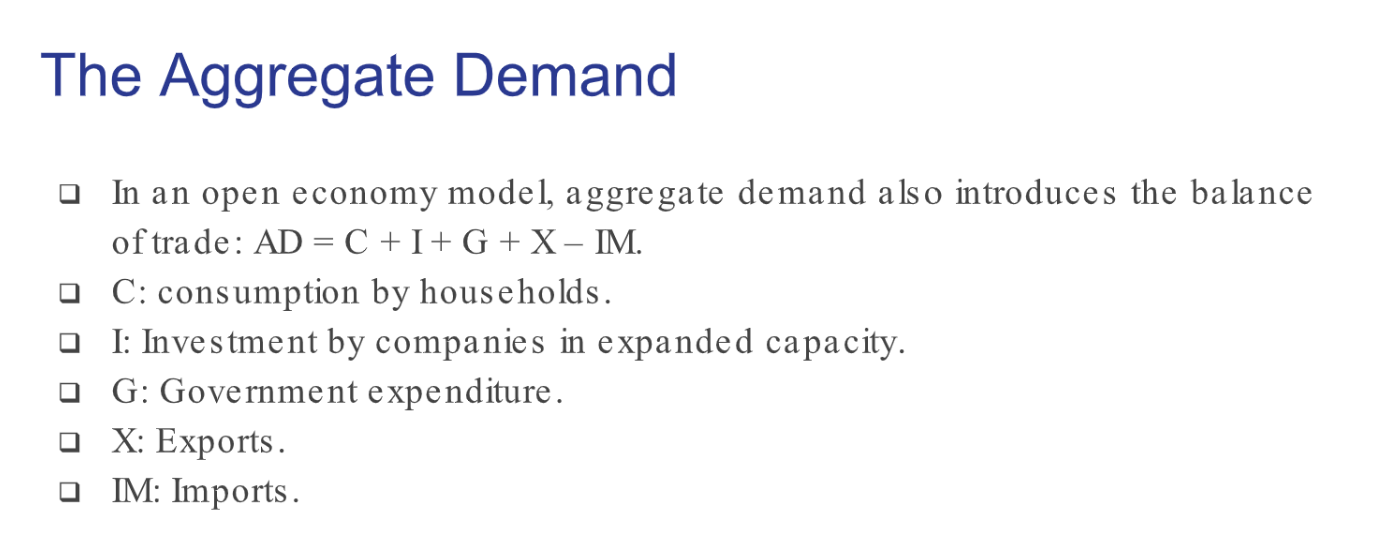 The Aggregate Demand
❑ In an open economy model, aggregate demand also introduces the balance
of trade: AD = C + I + G + X – IM.
❑ C: consumption by households.
❑ I: Investment by companies in expanded capacity.
❑ G: Government expenditure.
❑ X: Exports.
❑ IM: Imports.